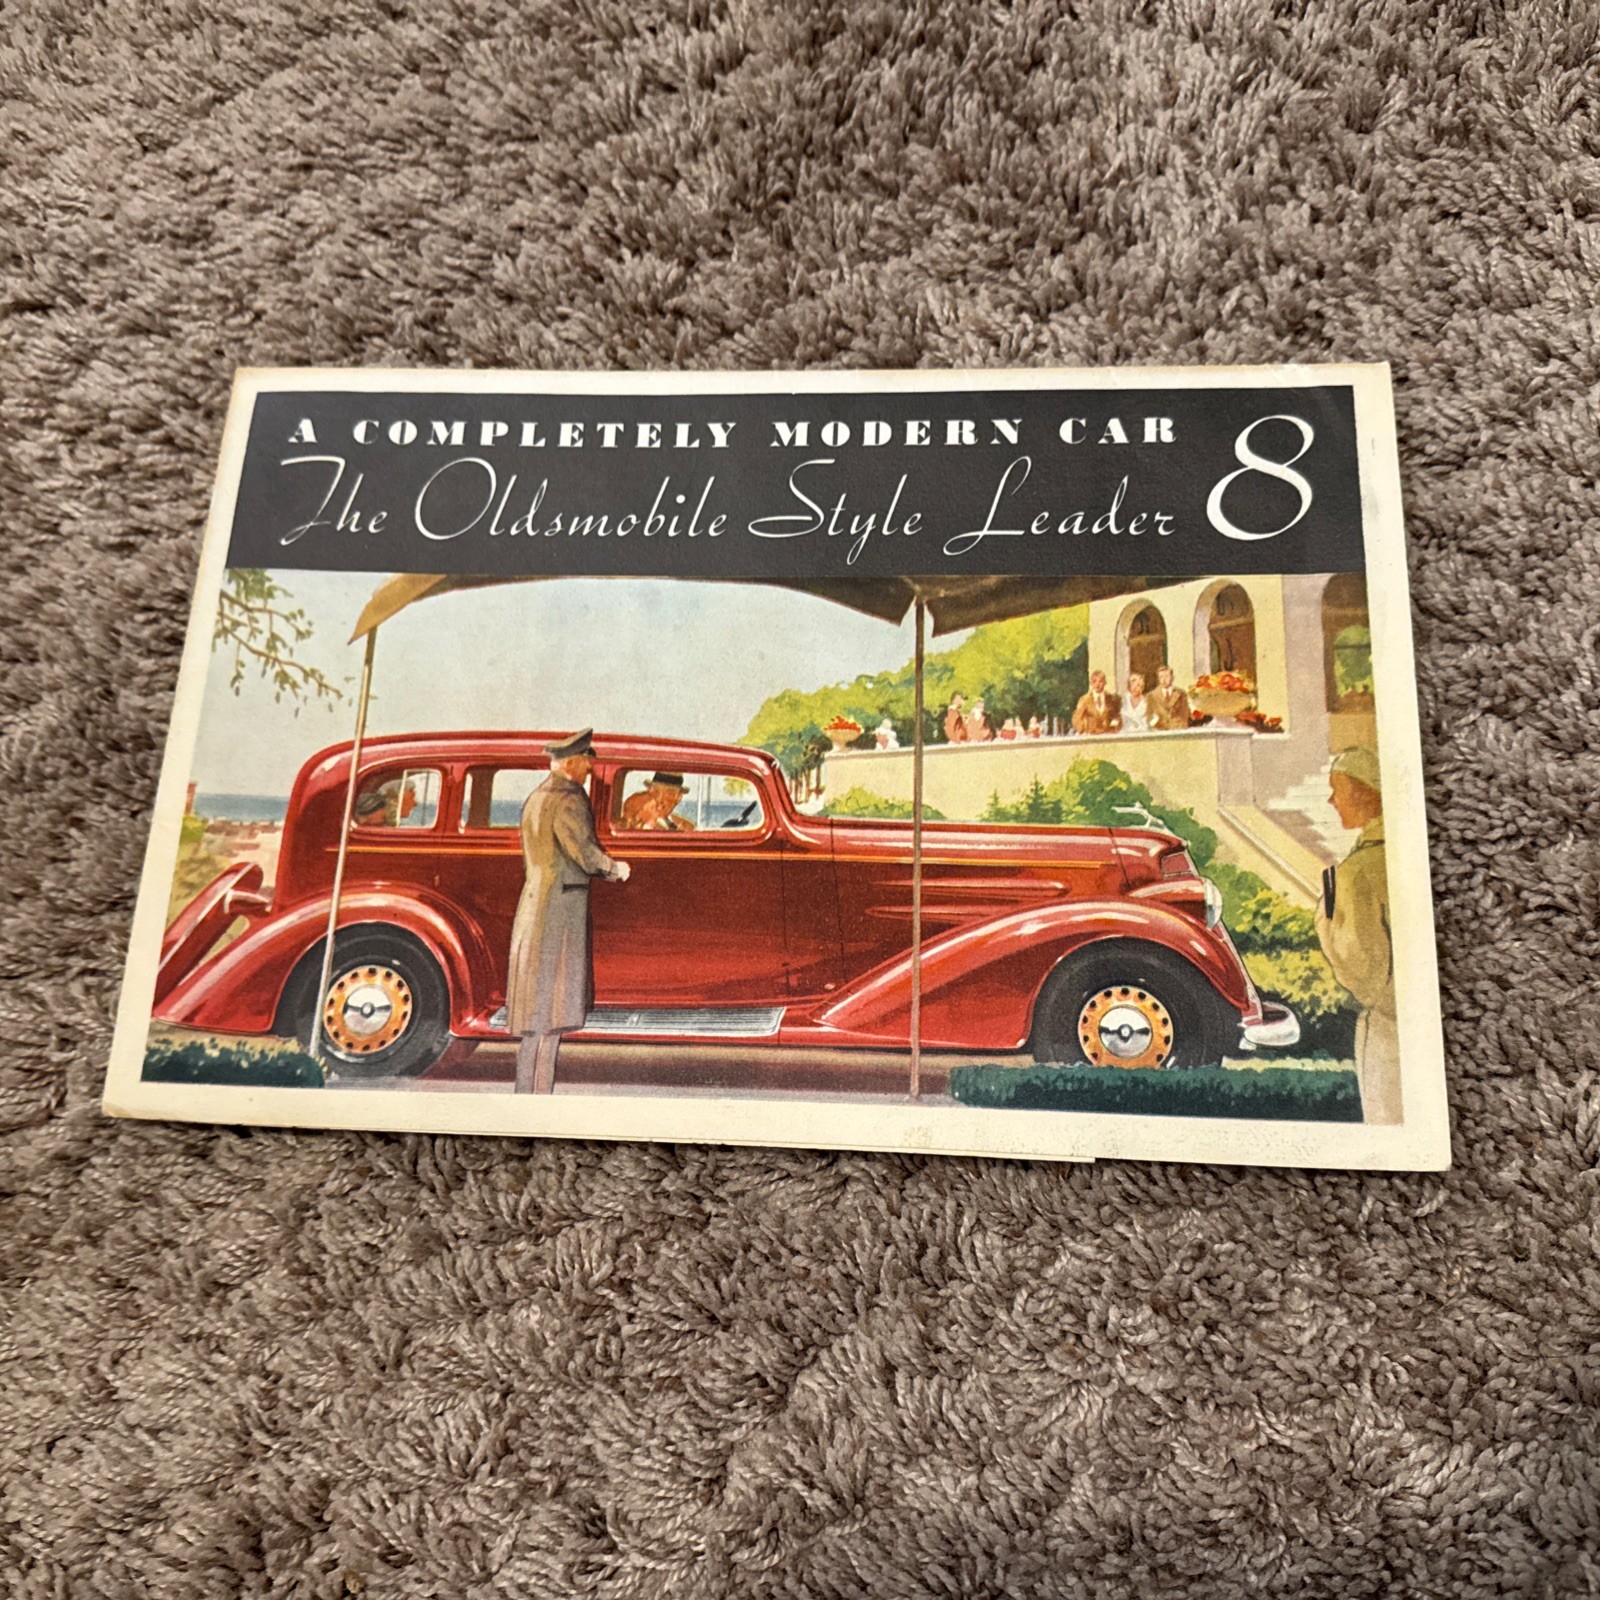 A COMPLETELY MODERN CAR
The Oldsmobile Style Leader 8